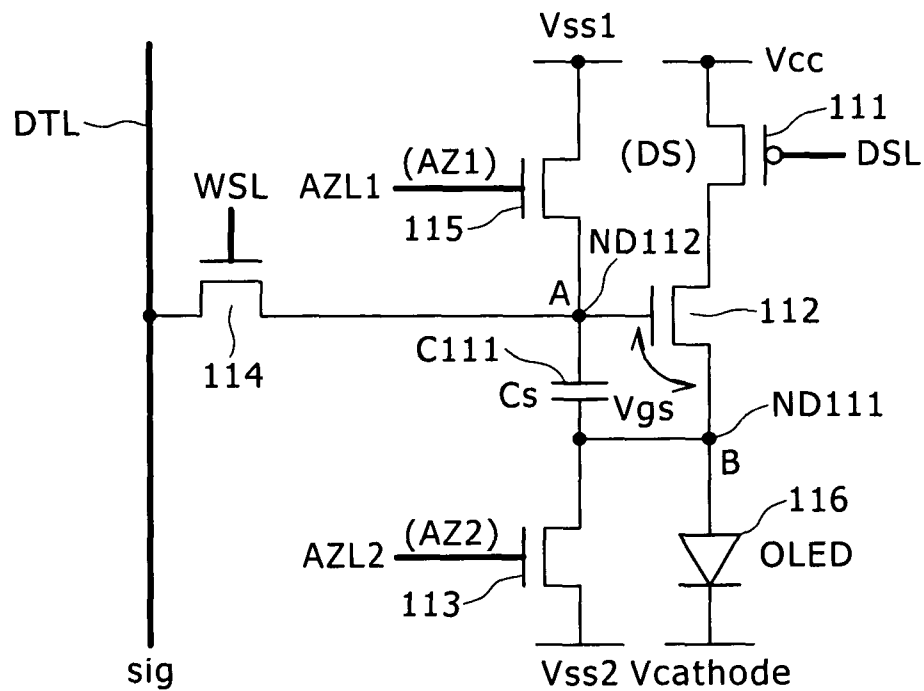 Vss1
Vcc
111
DTL
(DS)
DSL
(AZ1)
AZL1
WSL
115
ND112
A
112
114
C111
Cs
Vgs
ND111
B
116
(AZ2)
AZL2
OLED
113
sig
Vss2
Vcathode